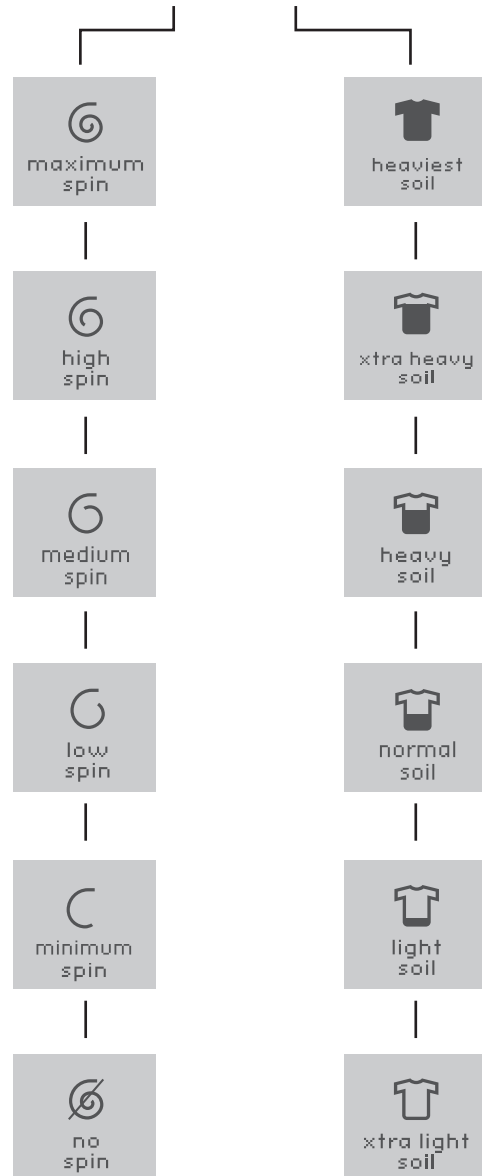 maximum
spin
high
spin
medium
spin
low
spin
minimum
spin
no
spin
heaviest
soil
xtra heavy
soil
heavy
soil
normal
soil
light
soil
xtra light
soil